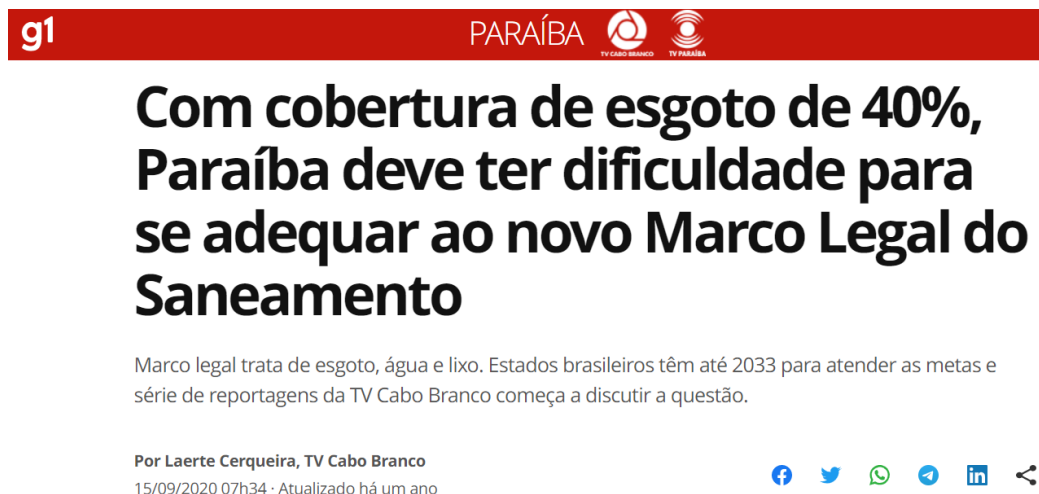 g1
PARAÍBA
TV CABO BRANCO
TV PARAÍBA
Com cobertura de esgoto de 40%,
Paraíba deve ter dificuldade para
se adequar ao novo Marco Legal do
Saneamento
Marco legal trata de esgoto, água e lixo. Estados brasileiros têm até 2033 para atender as metas e
série de reportagens da TV Cabo Branco começa a discutir a questão.
Por Laerte Cerqueira, TV Cabo Branco
15/09/2020 07h34 · Atualizado há um ano